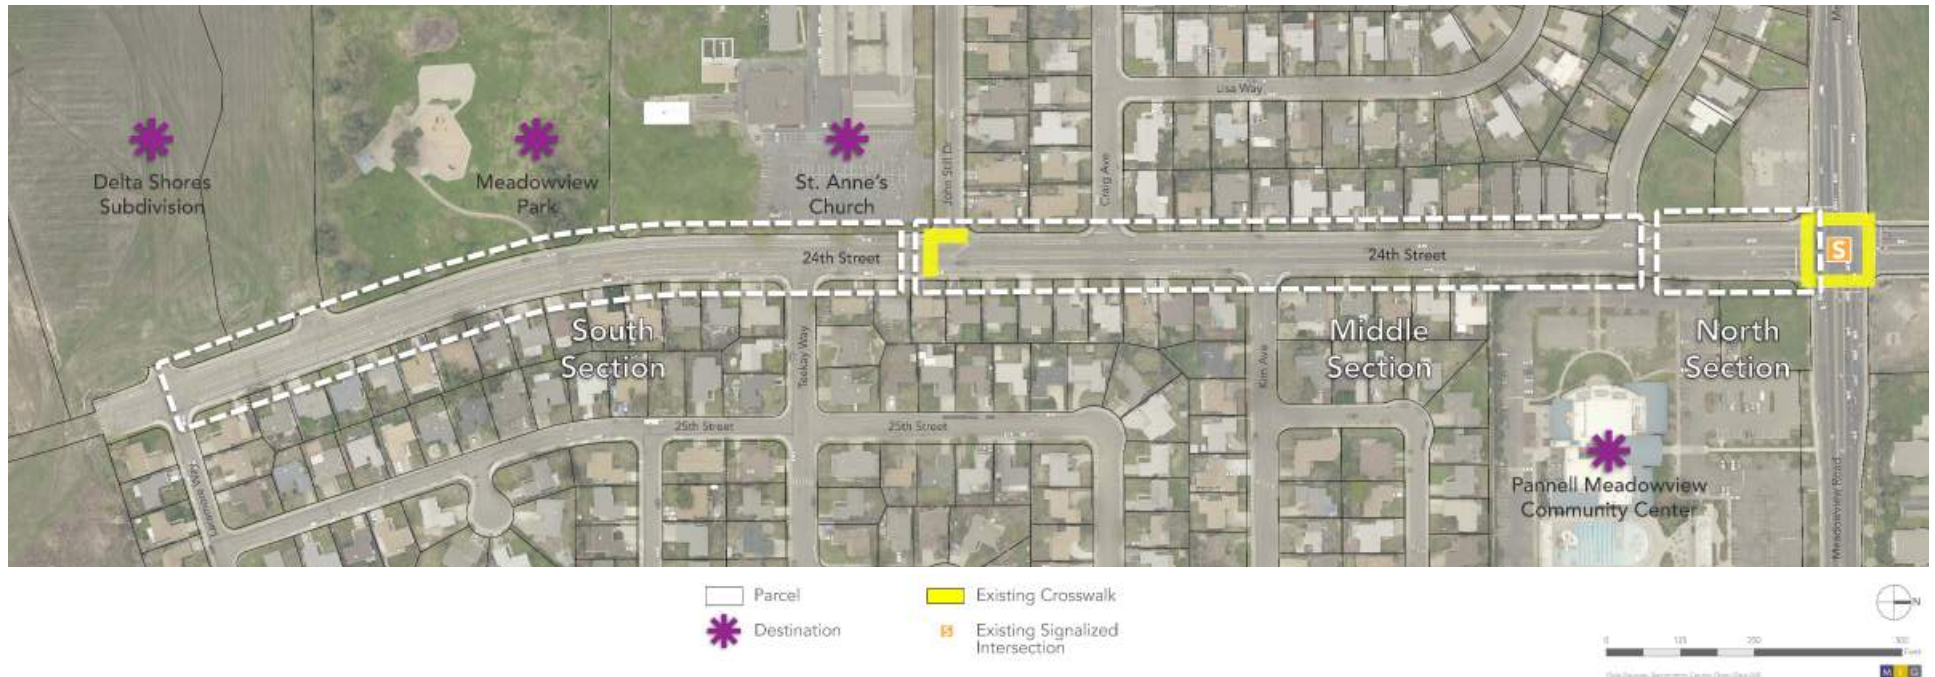 Lisa Way
Delta Shores
Subdivision
Meadowview
Park
St. Anne's
Church
John Still Dr
Craig Ave
24th Street
24th Street
S
South
Section
Teekay Way
Kim Ave
Middle
Section
North
Section
25th Street
25th Street
Pannell Meadowview
Community Center
Meadowview Road
Parcel
Destination
Existing Crosswalk
S
Existing Signalized
Intersection
N
0 125 250 500
Feet
M I G